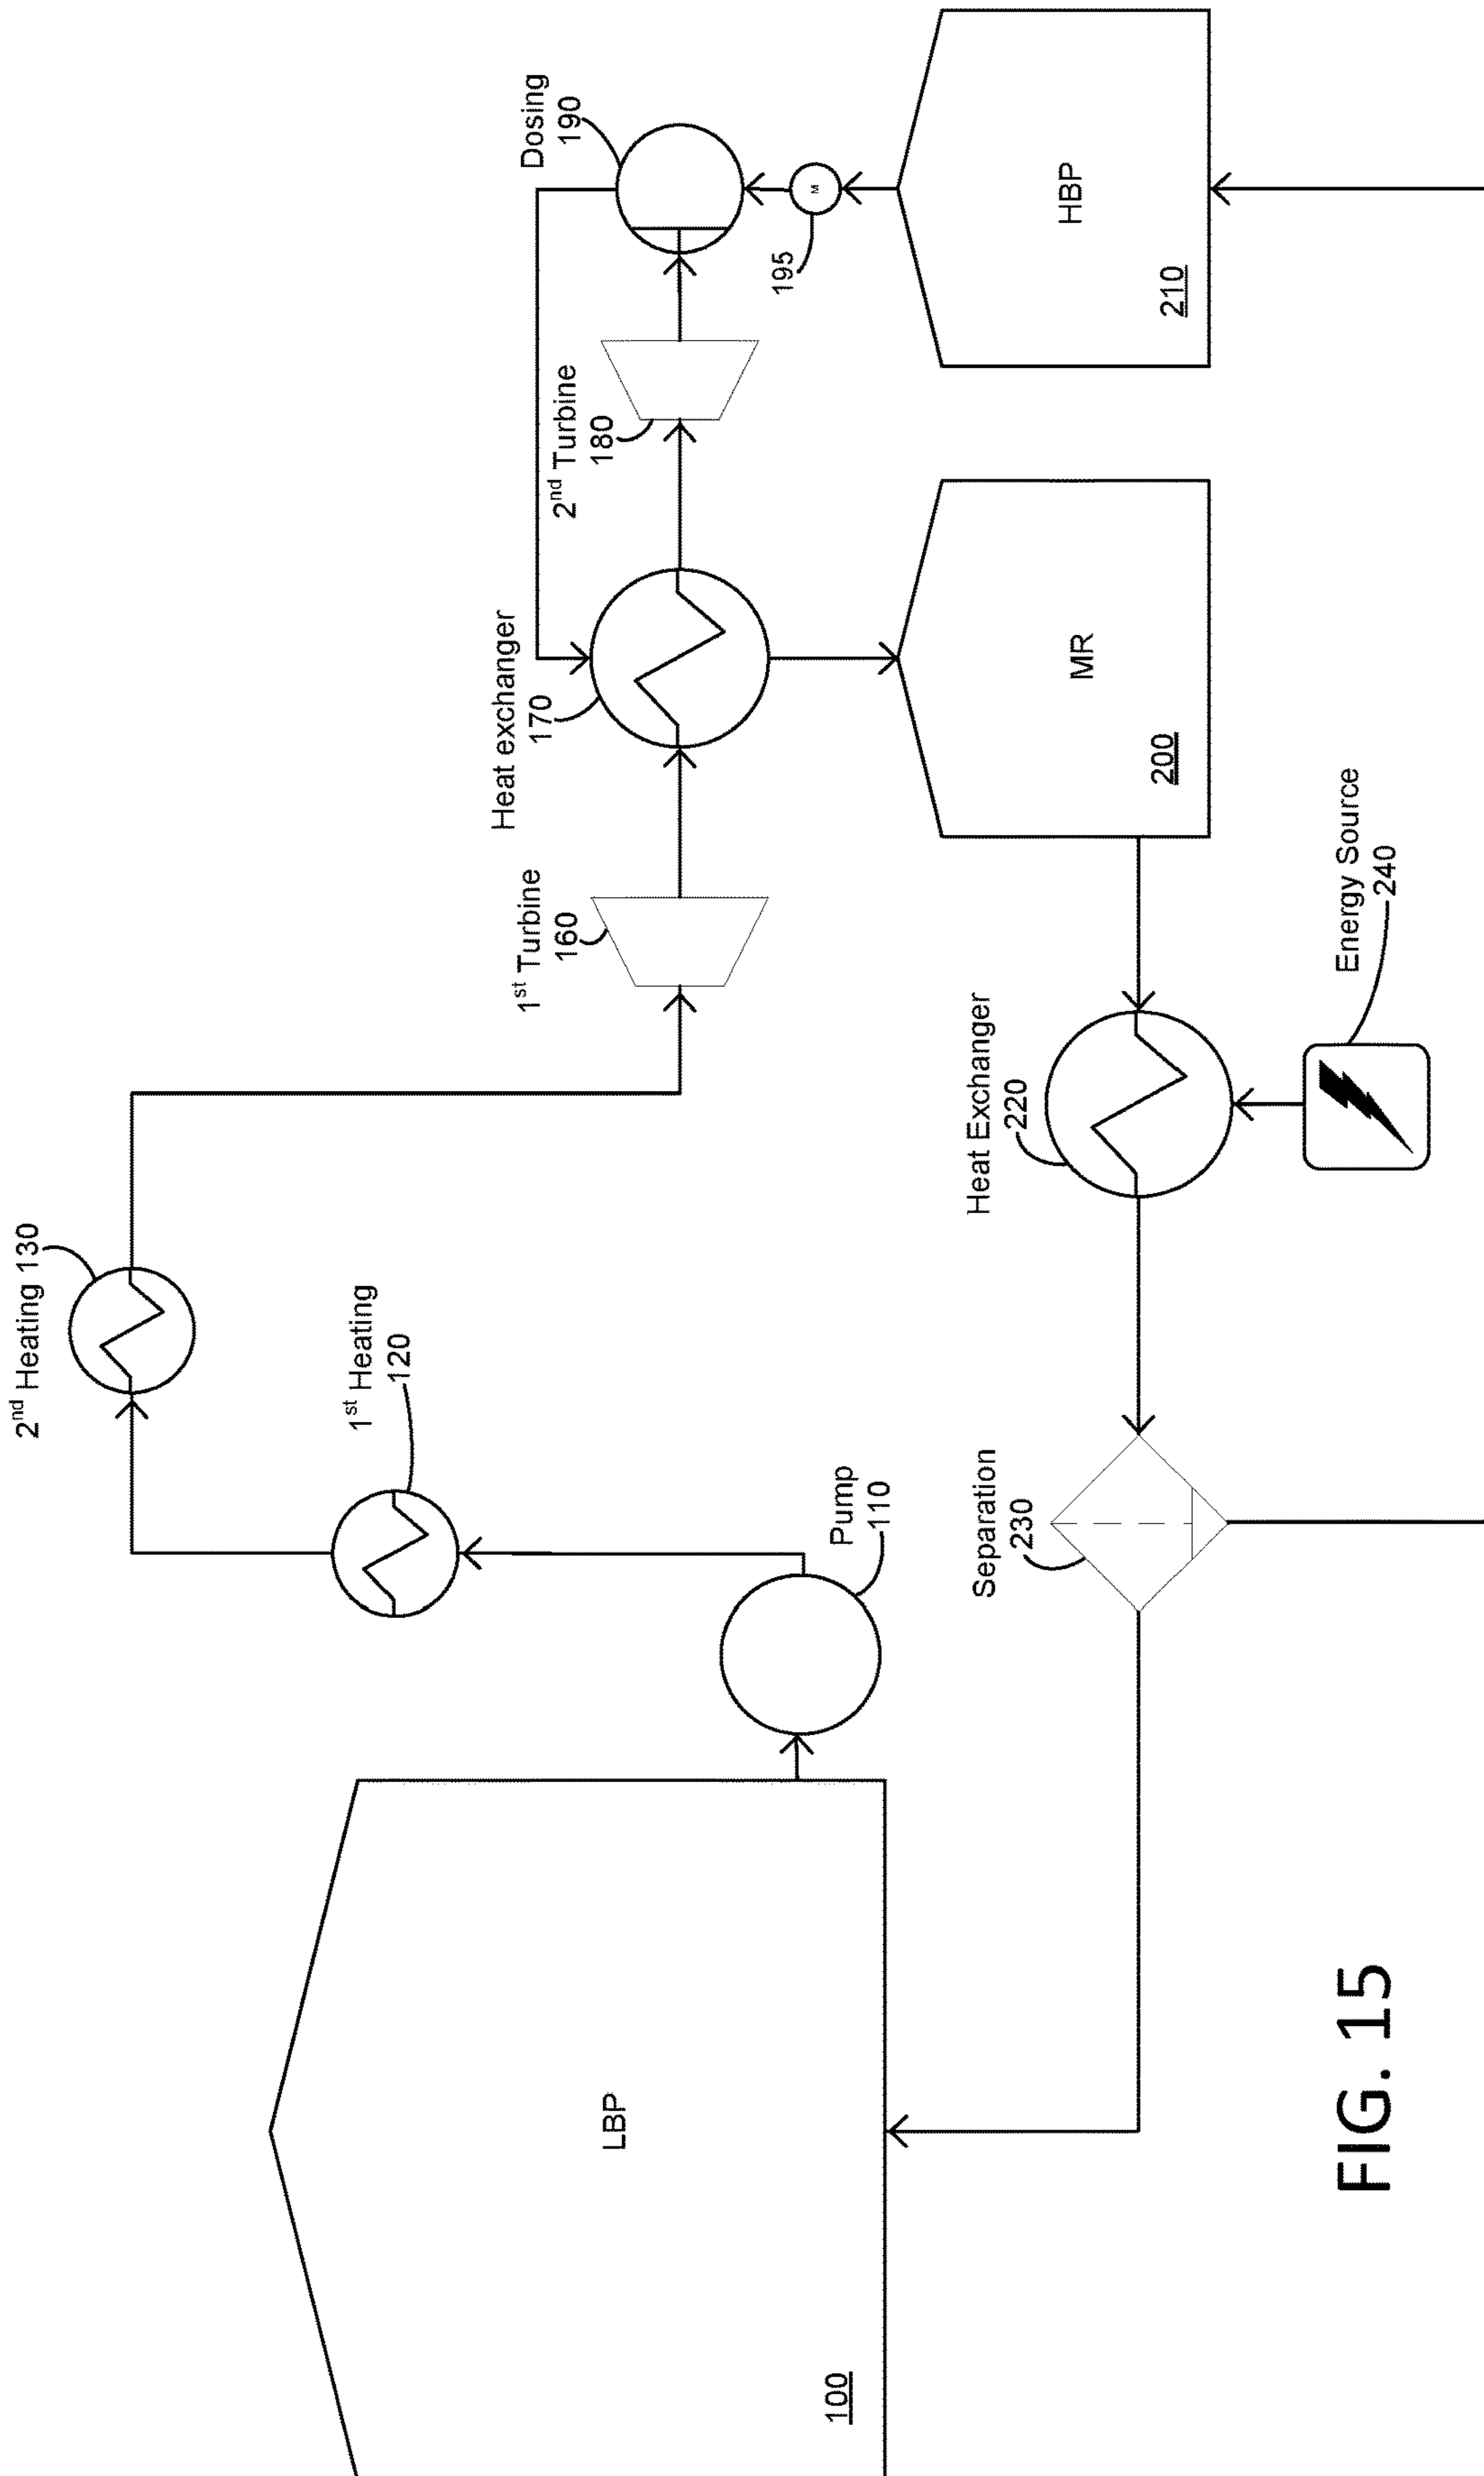 2nd Heating 130
1st Heating
120
Pump
110
LBP
100
1st Turbine
160
Heat exchanger
170
2nd Turbine
180
Dosing
190
M
195
HBP
210
MR
200
Heat Exchanger
220
Energy Source
240
Separation
230
FIG. 15